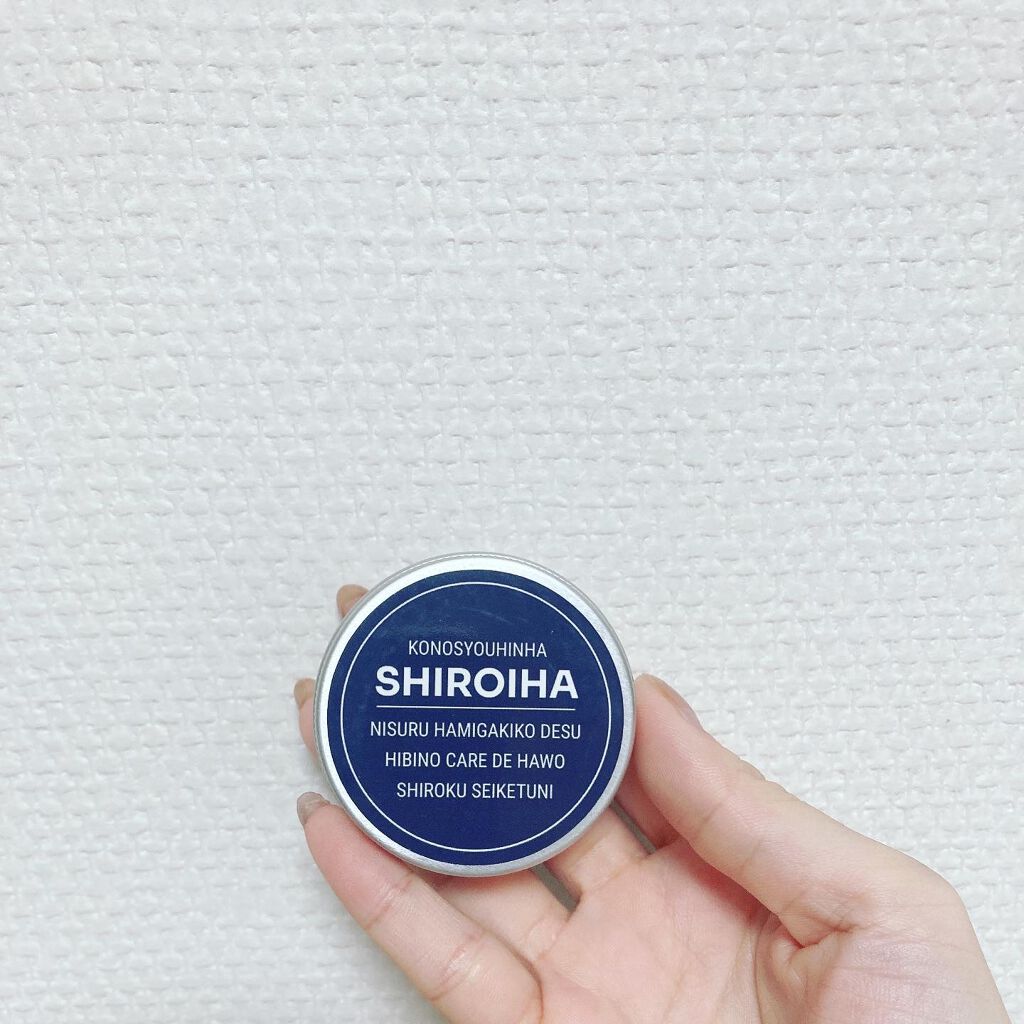 KONOSYOUHINHA
SHIROIHA
NISURU HAMIGAKIKO DESU
HIBINO CARE DE HAWO
SHIROKU SEIKETUNI